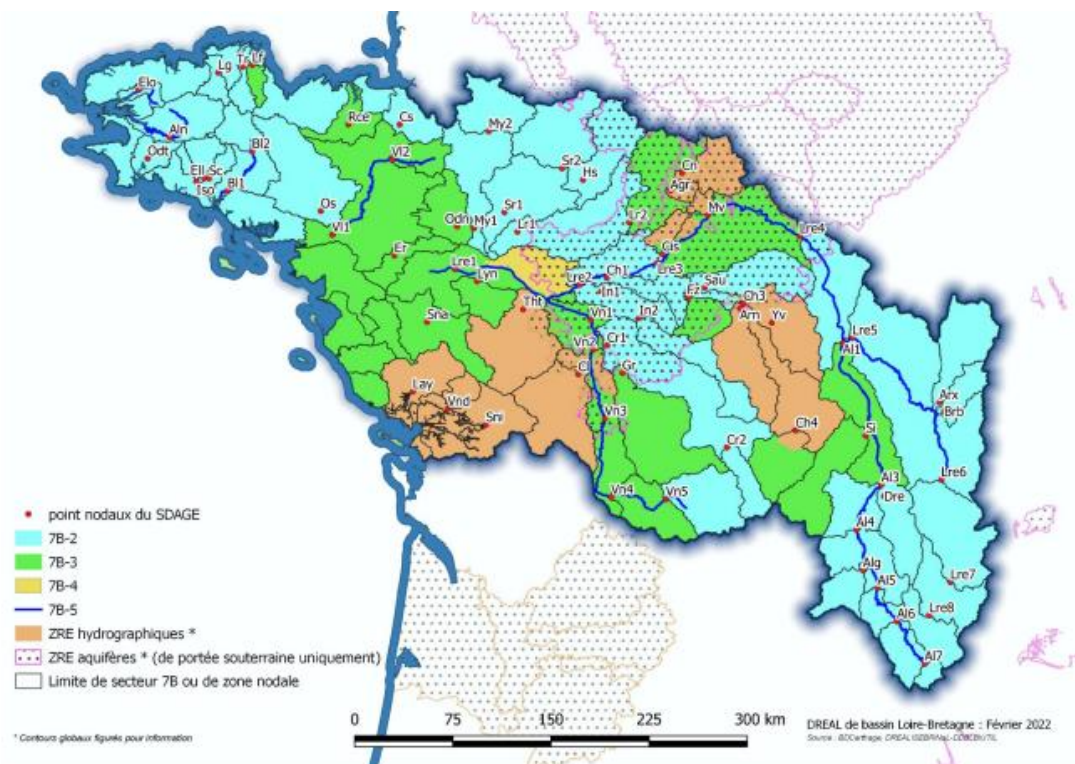 Elo
Lg
Tr
Lf
Aln
Odt
Ell
Sc
Iso
Bl1
Bl2
Rce
Cs
My2
Vl2
Sr2
Hs
Os
Vl1
Odn
My1
Sr1
Lr1
Er
Lre1
Lyn
Sna
Lre2
Ch1
In1
Tht
Vn1
In2
Vn2
Cr1
Cl
Gr
Cn
Agr
Mv
Lr2
Cis
Lre3
Lre4
Sau
Fz
Ch3
Am
Yv
Lre5
Al1
Lay
Vnd
Sni
Vn3
Cr2
Ch4
Si
Arx
Brb
Lre6
Vn4
Vn5
Al3
Dre
Al4
Alg
Al5
Lre7
Al6
Lre8
Al7
point nodaux du SDAGE
7B-2
7B-3
7B-4
7B-5
ZRE hydrographiques *
ZRE aquifères * (de portée souterraine uniquement)
Limite de secteur 7B ou de zone nodale
0 75 150 225 300 km
DREAL de bassin Loire-Bretagne : Février 2022
* Contours globaux figurés pour information